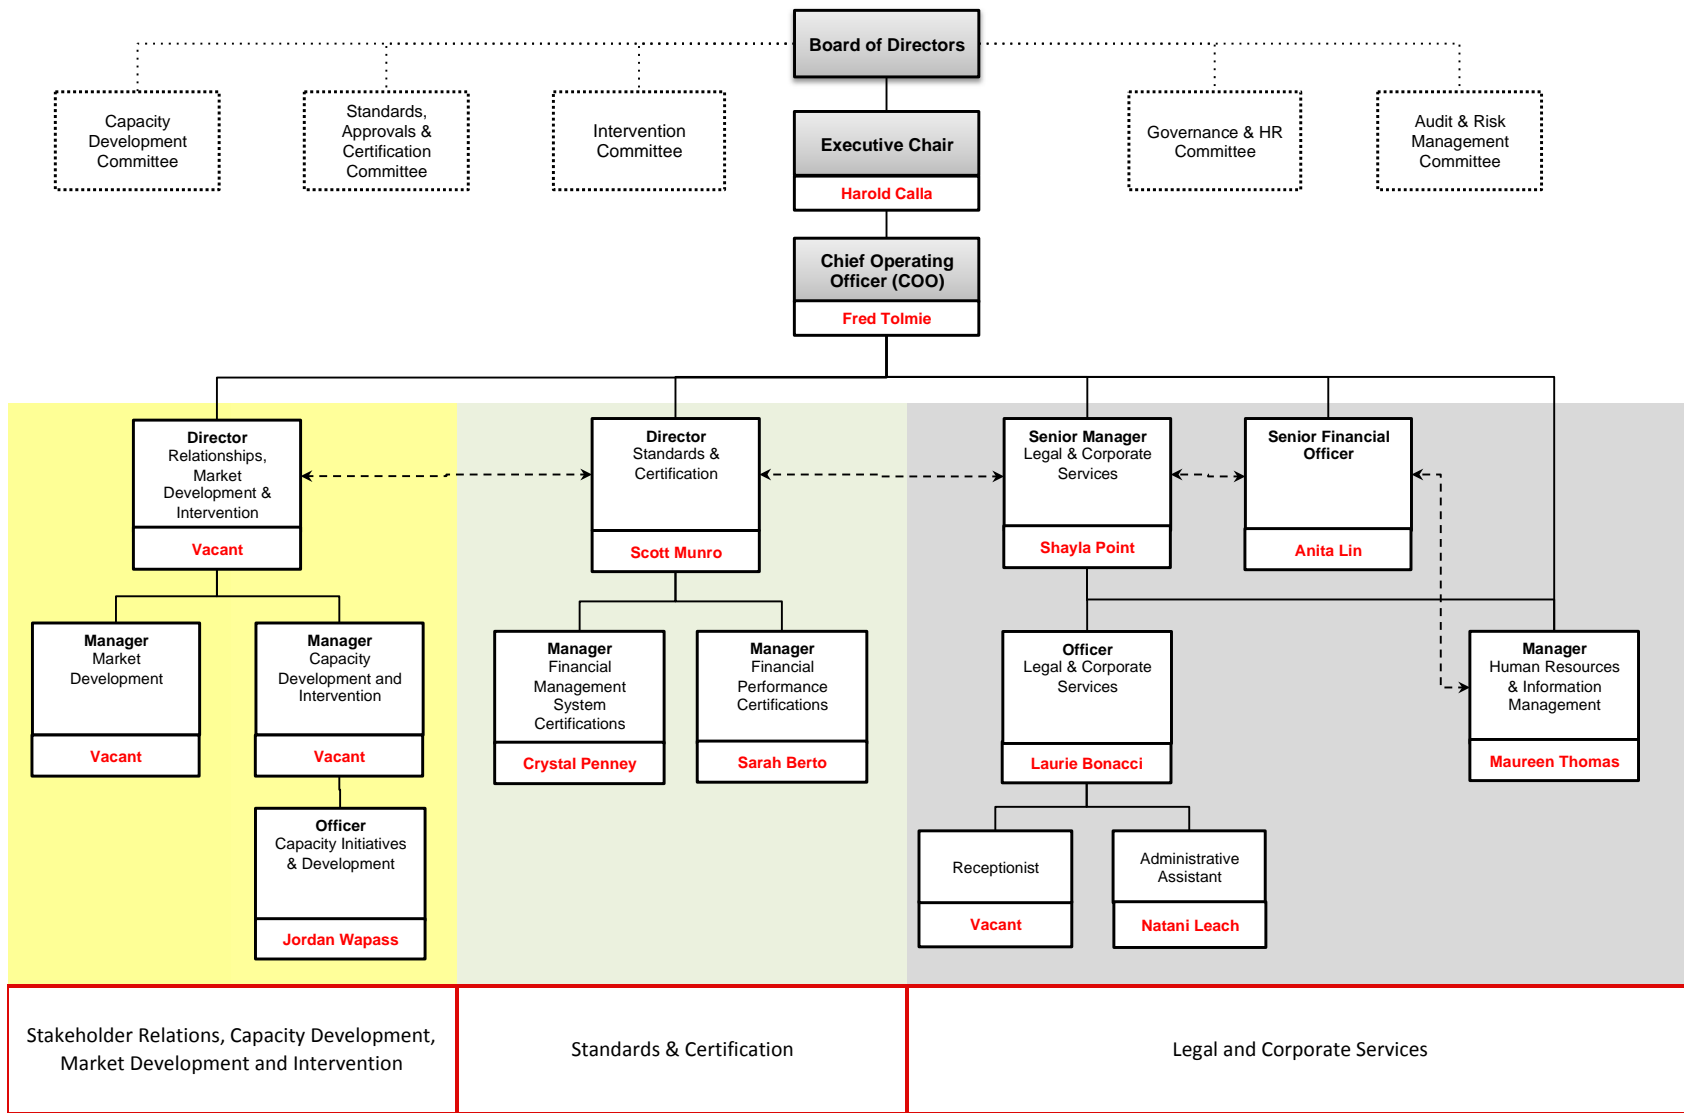 Board of Directors
Capacity
Development
Committee
Standards,
Approvals &
Certification
Committee
Intervention
Committee
Executive Chair
Harold Calla
Governance & HR
Committee
Audit & Risk
Management
Committee
Chief Operating
Officer (COO)
Fred Tolmie
Director
Relationships,
Market
Development &
Intervention
Vacant
Director
Standards &
Certification
Scott Munro
Senior Manager
Legal & Corporate
Services
Shayla Point
Senior Financial
Officer
Anita Lin
Manager
Market
Development
Vacant
Manager
Capacity
Development and
Intervention
Vacant
Manager
Financial
Management
System
Certifications
Crystal Penney
Manager
Financial
Performance
Certifications
Sarah Berto
Officer
Legal & Corporate
Services
Laurie Bonacci
Manager
Human Resources
& Information
Management
Maureen Thomas
Officer
Capacity Initiatives
& Development
Jordan Wapass
Receptionist
Vacant
Administrative
Assistant
Natani Leach
Stakeholder Relations, Capacity Development,
Market Development and Intervention
Standards & Certification
Legal and Corporate Services